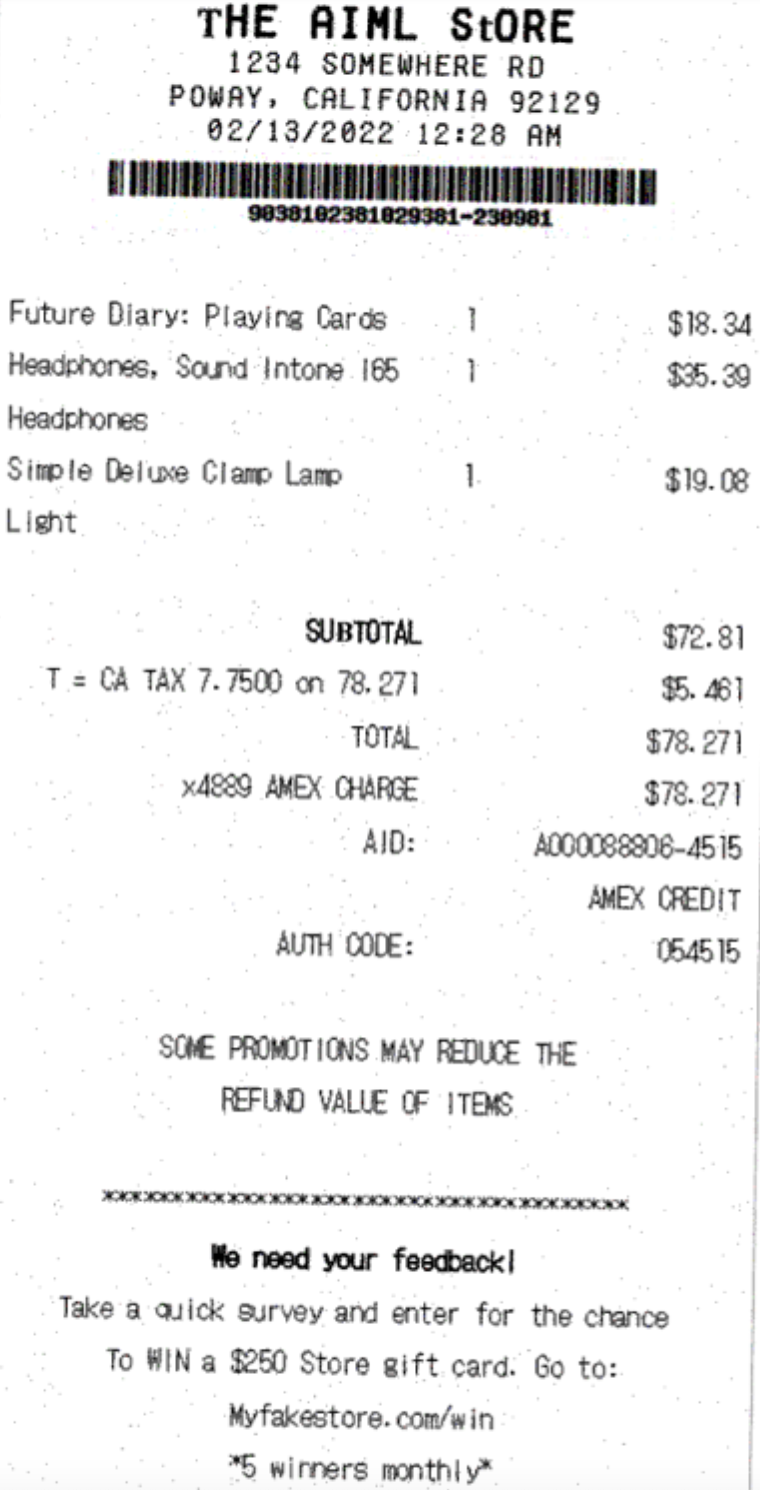 THE AIML StORE
1234 SOMEWHERE RD
POWAY, CALIFORNIA 92129
02/13/2022 12:28 AM
9038102381029381-230981
Future Diary: Playing Cards 1 $18.34
Headphones, Sound Intone I65 1 $35.39
Headphones
Simple Deluxe Clamp Lamp 1 $19.08
Light
SUBTOTAL $72.81
T = CA TAX 7.7500 on 78.271 $5.461
TOTAL $78.271
x4889 AMEX CHARGE $78.271
AID: A000088806-4515
AMEX CREDIT
AUTH CODE: 054515
SOME PROMOTIONS MAY REDUCE THE
REFUND VALUE OF ITEMS
******************************************
We need your feedback!
Take a quick survey and enter for the chance
To WIN a $250 Store gift card. Go to:
Myfakestore.com/win
*5 winners monthly*